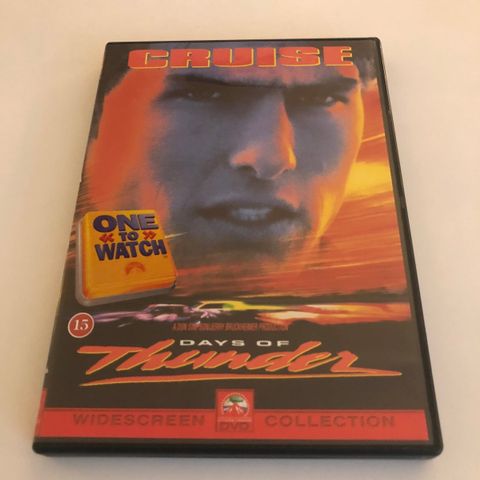 CRUISE
ONE
« TO »
WATCH
15
A DON SIMPSON/JERRY BRUCKHEIMER PRODUCTION
DAYS OF
Thunder
WIDESCREEN DVD COLLECTION